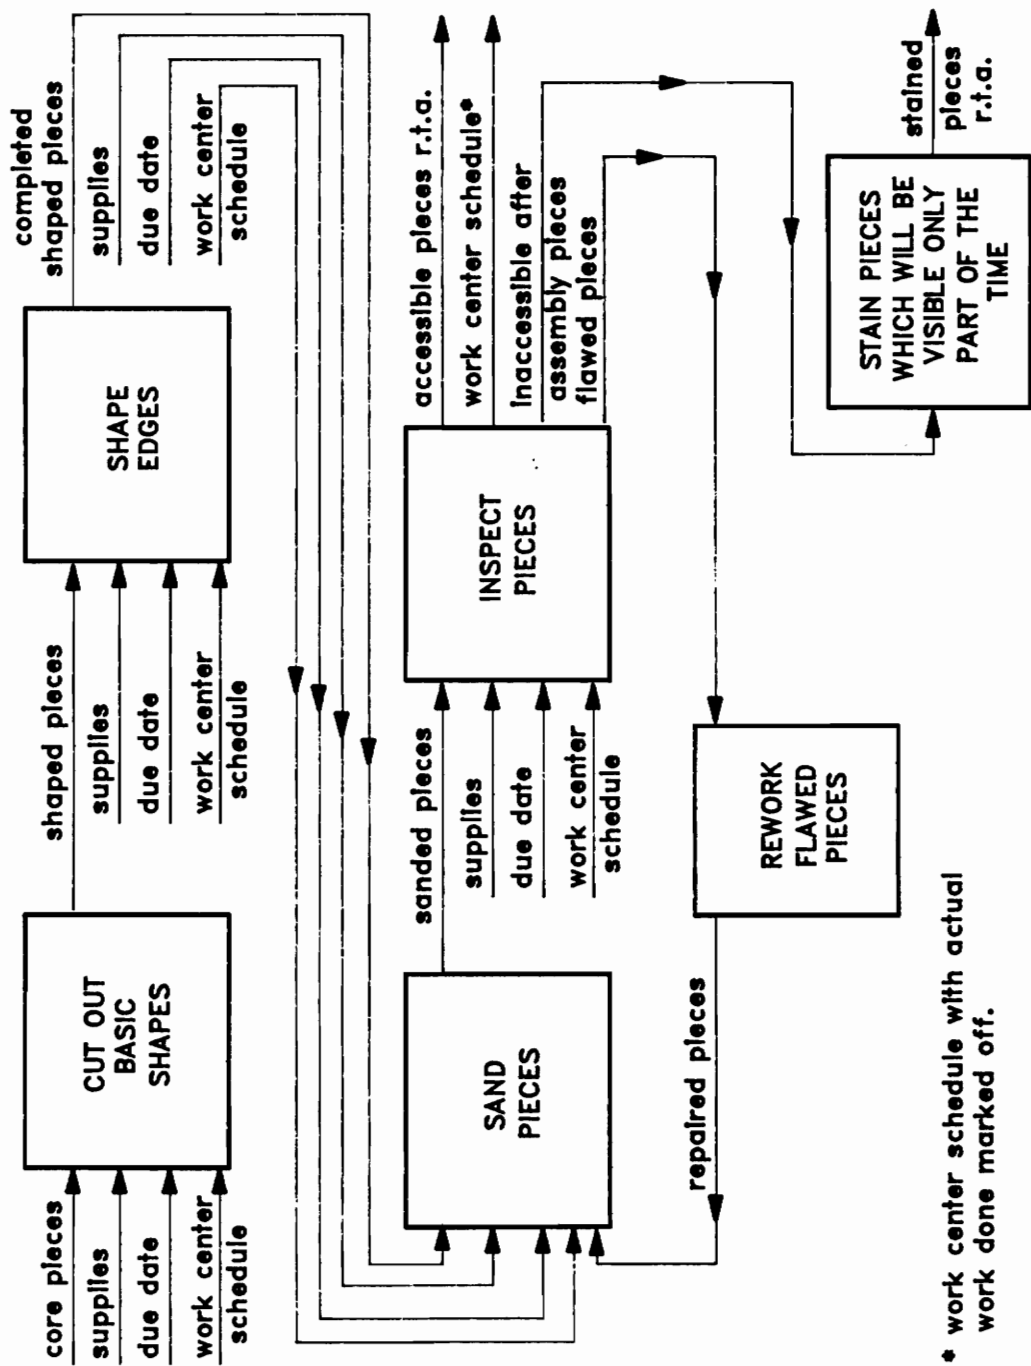 core pieces
supplies
due date
work center
schedule
CUT OUT
BASIC
SHAPES
shaped pieces
supplies
due date
work center
schedule
SHAPE
EDGES
completed
shaped pieces
supplies
due date
work center
schedule
SAND
PIECES
sanded pieces
supplies
due date
work center
schedule
INSPECT
PIECES
accessible pieces r.t.a.
work center schedule*
inaccessible after
assembly pieces
flawed pieces
repaired pieces
REWORK
FLAWED
PIECES
STAIN PIECES
WHICH WILL BE
VISIBLE ONLY
PART OF THE
TIME
stained
pieces
r.t.a.
* work center schedule with actual
work done marked off.